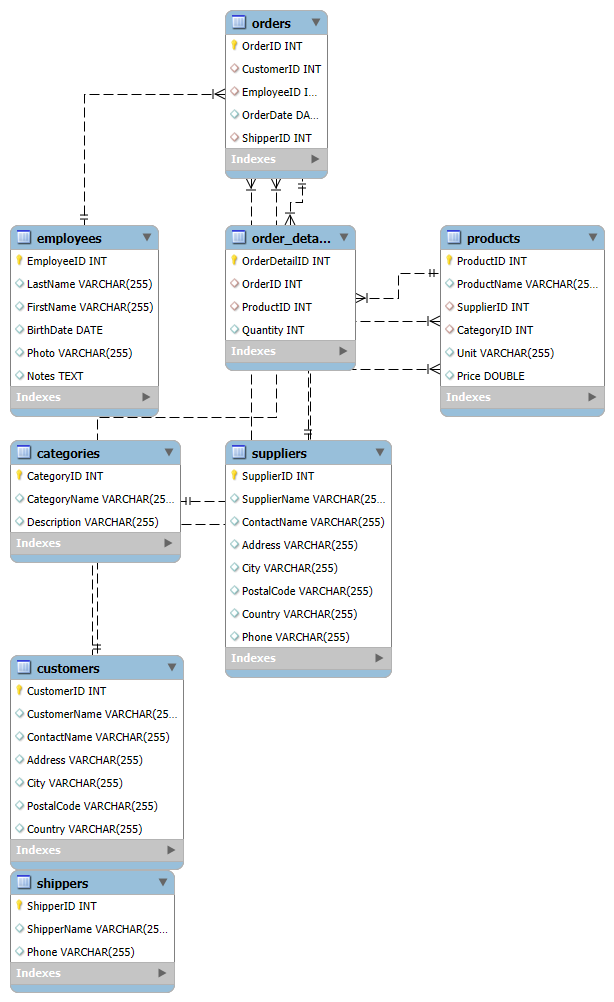 orders
OrderID INT
CustomerID INT
EmployeeID I...
OrderDate DA...
ShipperID INT
Indexes
employees
EmployeeID INT
LastName VARCHAR(255)
FirstName VARCHAR(255)
BirthDate DATE
Photo VARCHAR(255)
Notes TEXT
Indexes
order_deta...
OrderDetailID INT
OrderID INT
ProductID INT
Quantity INT
Indexes
products
ProductID INT
ProductName VARCHAR(25...
SupplierID INT
CategoryID INT
Unit VARCHAR(255)
Price DOUBLE
Indexes
categories
CategoryID INT
CategoryName VARCHAR(25...
Description VARCHAR(255)
Indexes
suppliers
SupplierID INT
SupplierName VARCHAR(25...
ContactName VARCHAR(255)
Address VARCHAR(255)
City VARCHAR(255)
PostalCode VARCHAR(255)
Country VARCHAR(255)
Phone VARCHAR(255)
Indexes
customers
CustomerID INT
CustomerName VARCHAR(25...
ContactName VARCHAR(255)
Address VARCHAR(255)
City VARCHAR(255)
PostalCode VARCHAR(255)
Country VARCHAR(255)
Indexes
shippers
ShipperID INT
ShipperName VARCHAR(25...
Phone VARCHAR(255)
Indexes